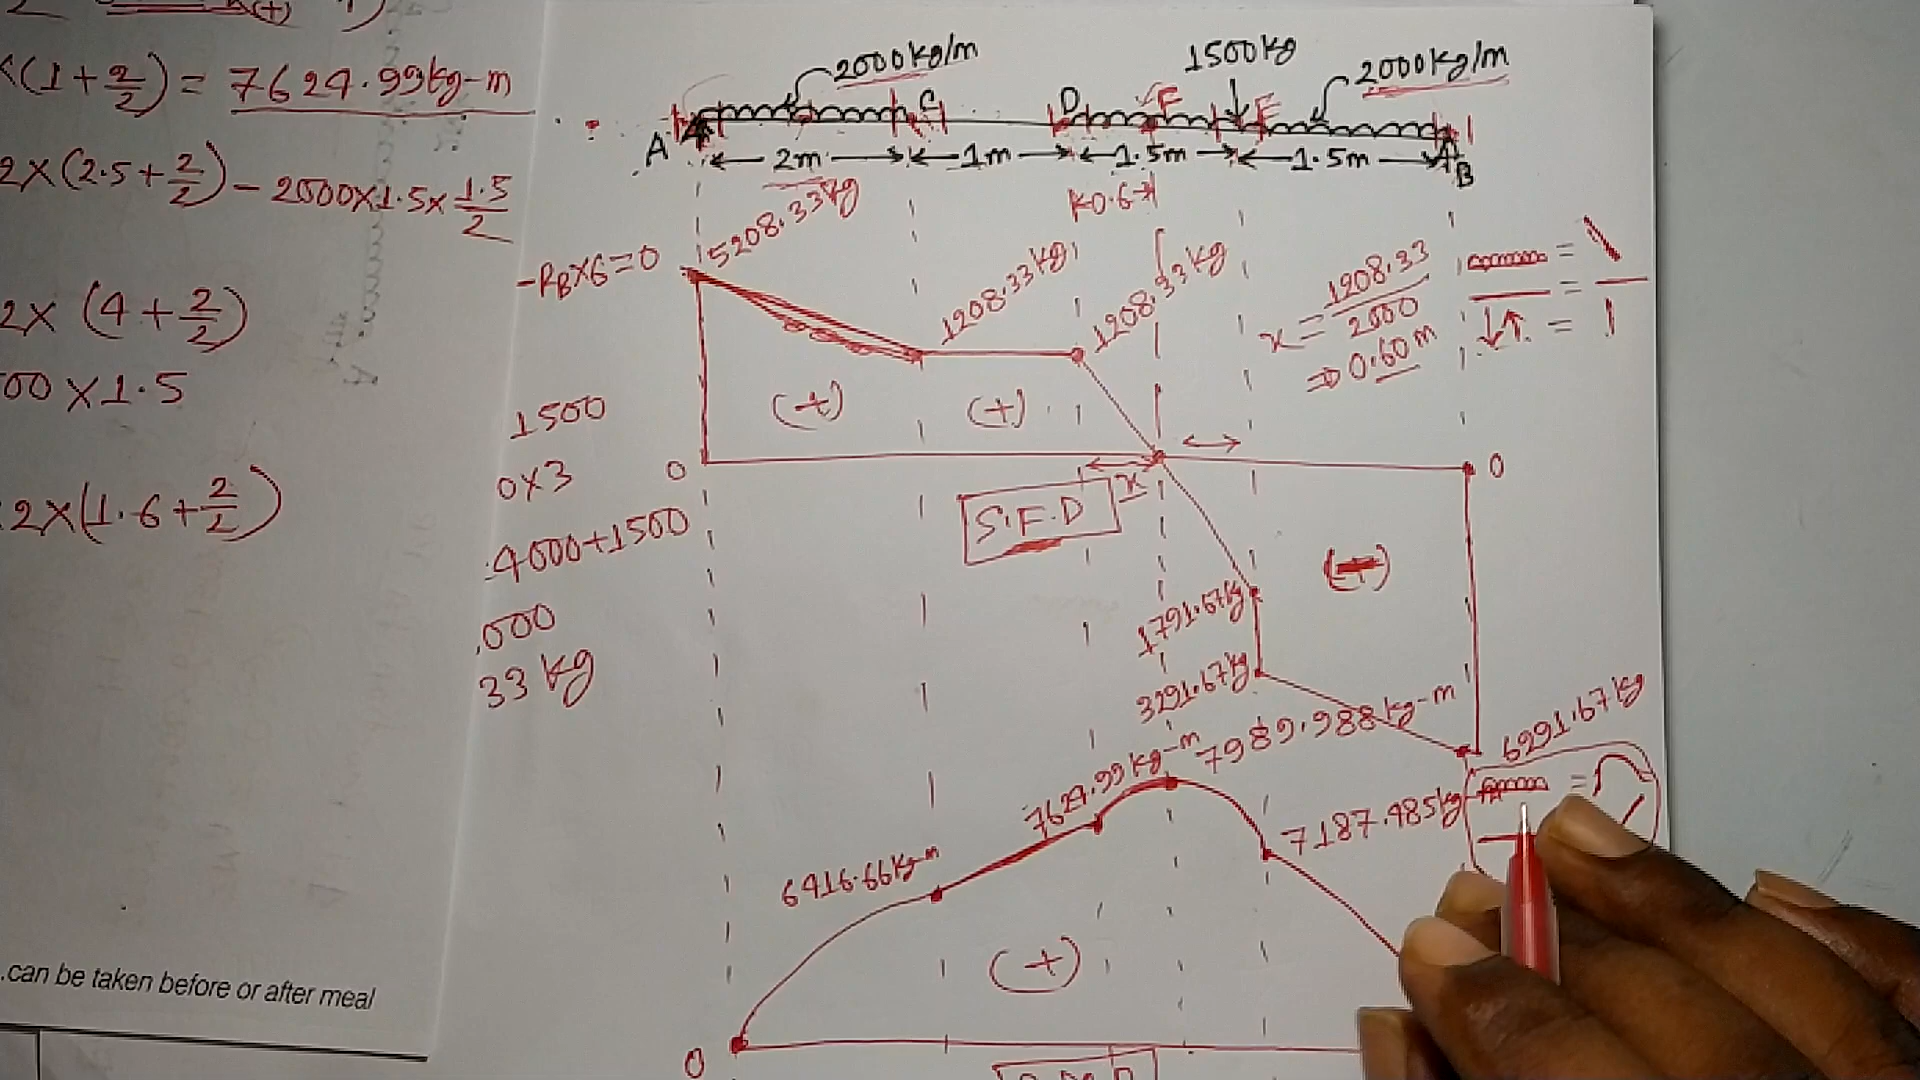 K(+)
(1+2/2) = 7624.99kg-m
2×(2.5+2/2) - 2000×1.5×1.5/2
-RB×6=0
2× (4+2/2)
00×1.5
1500
0×3
2×(1.6+2/2)
4000+1500
.000
33 kg
.can be taken before or after meal
2000kg/m
1500kg
2000kg/m
A
C
D
F
E
B
2m
1m
1.5m
1.5m
K0.6
5208.33kg
1208.33kg
1208.33kg
x = 1208.33/2000
⇒ 0.60m
= \
= —
↓↑ = |
(+)
(+)
0
0
x
S.F.D
1791.67kg
3291.67kg
6291.67kg
6416.66kg-m
7624.99kg-m
7989.988kg-m
7187.485kg-
=
(+)
0